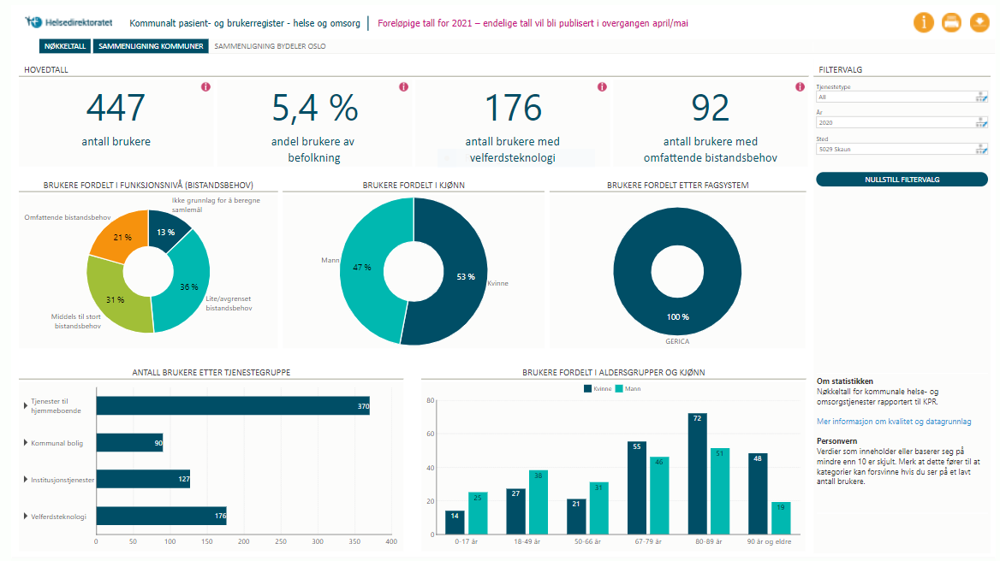 Helsedirektoratet
Kommunalt pasient- og brukerregister - helse og omsorg
Foreløpige tall for 2021 – endelige tall vil bli publisert i overgangen april/mai
NØKKELTALL
SAMMENLIGNING KOMMUNER
SAMMENLIGNING BYDELER OSLO
HOVEDTALL
447
antall brukere
5,4 %
andel brukere av
befolkning
176
antall brukere med
velferdsteknologi
92
antall brukere med
omfattende bistandsbehov
FILTERVALG
Tjenestetype
All
År
2020
Sted
5029 Skaun
NULLSTILL FILTERVALG
BRUKERE FORDELT I FUNKSJONSNIVÅ (BISTANDSBEHOV)
Ikke grunnlag for å beregne
samlemål
Omfattende bistandsbehov
21 %
13 %
36 %
31 %
Lite/avgrenset
bistandsbehov
Middels til stort
bistandsbehov
BRUKERE FORDELT I KJØNN
Mann
47 %
53 %
Kvinne
BRUKERE FORDELT ETTER FAGSYSTEM
100 %
GERICA
ANTALL BRUKERE ETTER TJENESTEGRUPPE
Tjenester til
hjemmeboende
370
Kommunal bolig
90
Institusjonstjenester
127
Velferdsteknologi
176
0 50 100 150 200 250 300 350 400
BRUKERE FORDELT I ALDERSGRUPPER OG KJØNN
Kvinne Mann
80
60
40
20
0
14 25
27 38
21 31
55 46
72 51
48 19
0-17 år 18-49 år 50-66 år 67-79 år 80-89 år 90 år og eldre
Om statistikken
Nøkkeltall for kommunale helse- og
omsorgstjenester rapportert til KPR.
Mer informasjon om kvalitet og datagrunnlag
Personvern
Verdier som inneholder eller baserer seg på
mindre enn 10 er skjult. Merk at dette fører til at
kategorier kan forsvinne hvis du ser på et lavt
antall brukere.